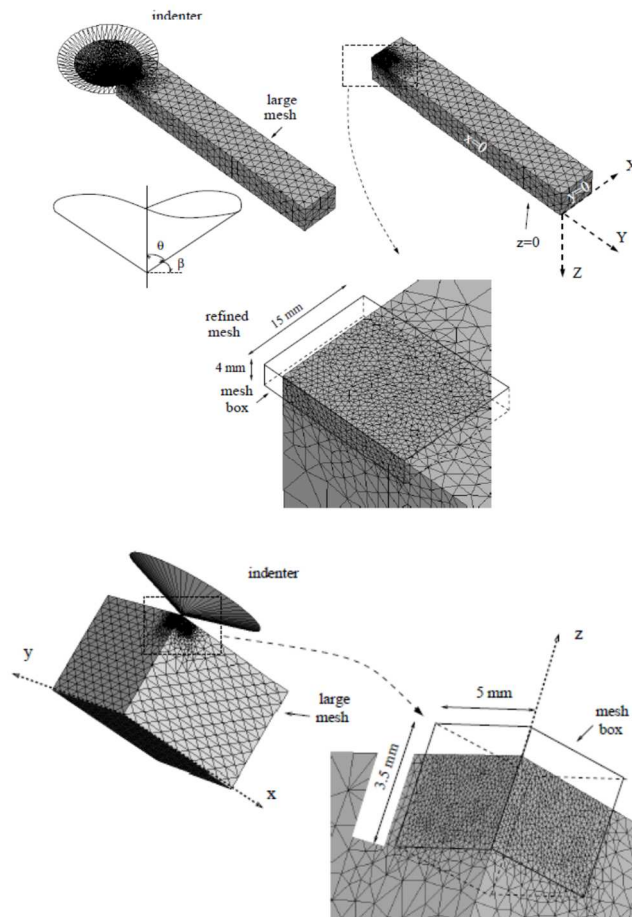 indenter
large
mesh
x=0
y=0
X
Y
Z
z=0
θ
β
refined
mesh
15 mm
4 mm
mesh
box
indenter
y
large
mesh
x
z
5 mm
mesh
box
3.5 mm